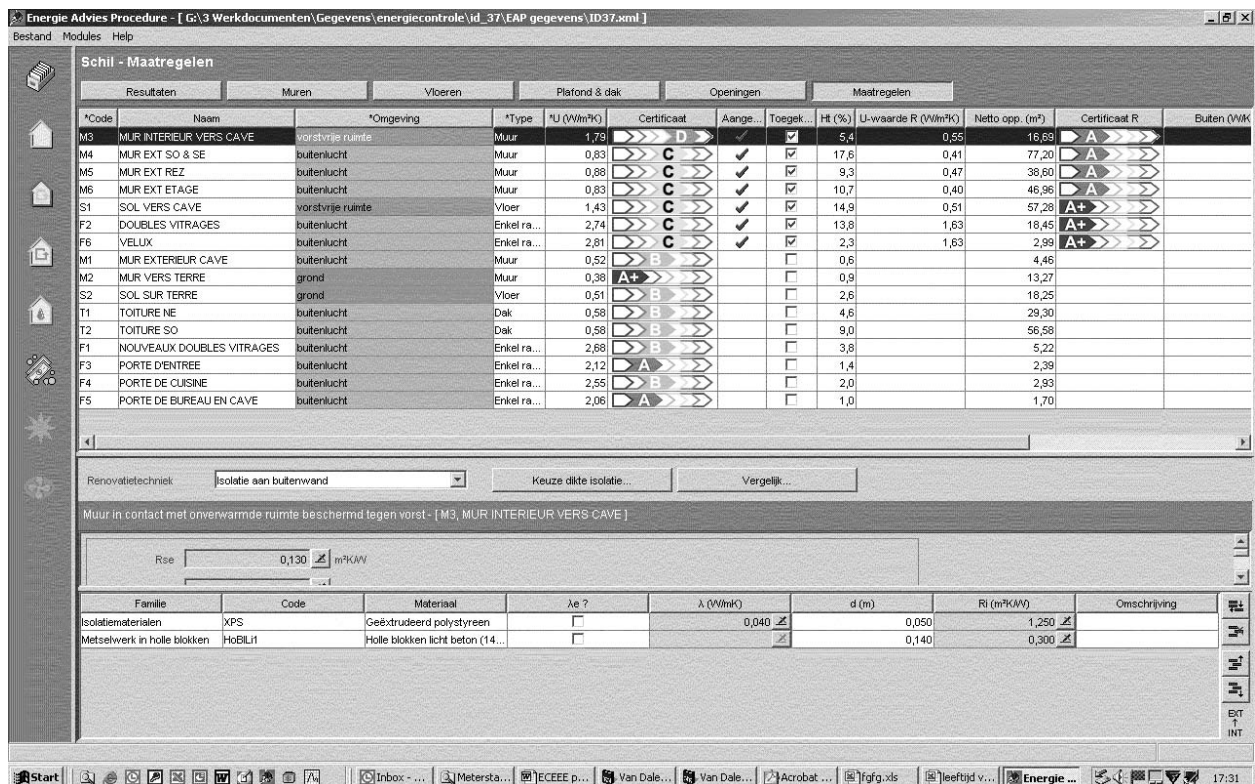 Energie Advies Procedure - [ G:\3 Werkdocumenten\Gegevens\energiecontrole\id_37\EAP gegevens\ID37.xml ]
Bestand Modules Help
Schil - Maatregelen
Resultaten Muren Vloeren Plafond & dak Openingen Maatregelen
*Code Naam *Omgeving *Type *U (W/m²K) Certificaat Aange... Toegek... Ht (%) U-waarde R (W/m²K) Netto opp. (m²) Certificaat R Buiten (W/K
M3 MUR INTERIEUR VERS CAVE vorstvrije ruimte Muur 1,79 D 5,4 0,55 16,69 A
M4 MUR EXT SO & SE buitenlucht Muur 0,83 C 17,6 0,41 77,20 A
M5 MUR EXT REZ buitenlucht Muur 0,88 C 9,3 0,47 38,60 A
M6 MUR EXT ETAGE buitenlucht Muur 0,83 C 10,7 0,40 46,96 A
S1 SOL VERS CAVE vorstvrije ruimte Vloer 1,43 C 14,9 0,51 57,28 A+
F2 DOUBLES VITRAGES buitenlucht Enkel ra... 2,74 C 13,8 1,63 18,45 A+
F6 VELUX buitenlucht Enkel ra... 2,81 C 2,3 1,63 2,99 A+
M1 MUR EXTERIEUR CAVE buitenlucht Muur 0,52 B 0,6 4,46
M2 MUR VERS TERRE grond Muur 0,38 A+ 0,9 13,27
S2 SOL SUR TERRE grond Vloer 0,51 B 2,6 18,25
T1 TOITURE NE buitenlucht Dak 0,58 B 4,6 29,30
T2 TOITURE SO buitenlucht Dak 0,58 B 9,0 56,58
F1 NOUVEAUX DOUBLES VITRAGES buitenlucht Enkel ra... 2,68 B 3,8 5,22
F3 PORTE D'ENTREE buitenlucht Enkel ra... 2,12 A 1,4 2,39
F4 PORTE DE CUISINE buitenlucht Enkel ra... 2,55 B 2,0 2,93
F5 PORTE DE BUREAU EN CAVE buitenlucht Enkel ra... 2,06 A 1,0 1,70
Renovatietechniek Isolatie aan buitenwand Keuze dikte isolatie... Vergelijk...
Muur in contact met onverwarmde ruimte beschermd tegen vorst - [ M3, MUR INTERIEUR VERS CAVE ]
Rse 0,130 m²K/W
Familie Code Materiaal λe ? λ (W/mK) d (m) Ri (m²K/W) Omschrijving
Isolatiematerialen XPS Geëxtrudeerd polystyreen 0,040 0,050 1,250
Metselwerk in holle blokken HoBlLi1 Holle blokken licht beton (14... 0,140 0,300
EXT
INT
Start Inbox - ... Metersta... ECEEE p... Van Dale... Van Dale... Acrobat ... fgfg.xls leeftijd v... Energie ... 17:31